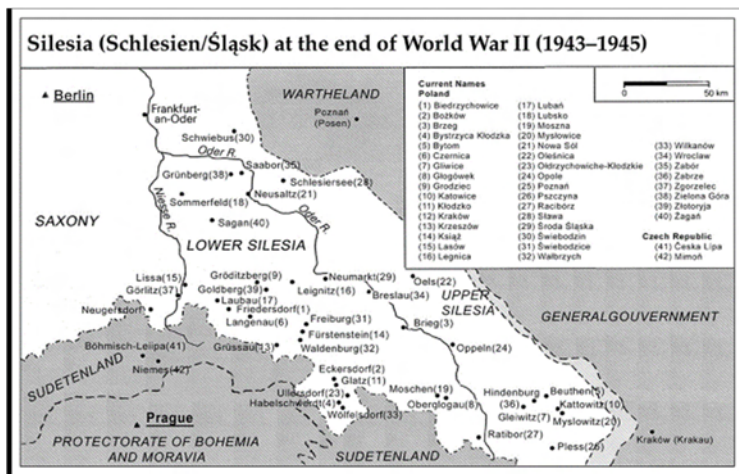 Silesia (Schlesien/Śląsk) at the end of World War II (1943–1945)
Berlin
Frankfurt-
an-Oder
WARTHELAND
Poznań
(Posen)
Schwiebus(30)
Oder R.
Saabor(35)
Grünberg(38)
Schlesiersee(28)
Neusaltz(21)
Sommerfeld(18)
Niesse R.
Sagan(40)
Oder R.
SAXONY
LOWER SILESIA
Current Names
Poland
(1) Biedrzychowice
(2) Bożków
(3) Brzeg
(4) Bystrzyca Kłodzka
(5) Bytom
(6) Czernica
(7) Gliwice
(8) Głogówek
(9) Grodziec
(10) Katowice
(11) Kłodzko
(12) Kraków
(13) Krzeszów
(14) Książ
(15) Lasów
(16) Legnica
(17) Lubań
(18) Lubsko
(19) Moszna
(20) Mysłowice
(21) Nowa Sól
(22) Oleśnica
(23) Ołdrzychowiche-Kłodzkie
(24) Opole
(25) Poznań
(26) Pszczyna
(27) Racibórz
(28) Sława
(29) Środa Śląska
(30) Świebodzin
(31) Świebodzice
(32) Wałbrzych
(33) Wilkanów
(34) Wrocław
(35) Zabór
(36) Zabrze
(37) Zgorzelec
(38) Zielona Góra
(39) Złotoryja
(40) Żagań
Czech Republic
(41) Česka Lipa
(42) Mimoń
0
50 km
Lissa(15)
Görlitz(37)
Neugersdorf
Gröditzberg(9)
Goldberg(39)
Laubau(17)
Friedersdorf(1)
Langenau(6)
Leignitz(16)
Neumarkt(29)
Oels(22)
Breslau(34)
UPPER
SILESIA
GENERALGOUVERNMENT
Freiburg(31)
Fürstenstein(14)
Waldenburg(32)
Grüssau(13)
Brieg(3)
Oppeln(24)
Böhmisch-Leiipa(41)
Niemes(42)
SUDETENLAND
Eckersdorf(2)
Glatz(11)
Ullersdorf(23)
Habelschwerdt(4)
Wölfelsdorf(33)
Moschen(19)
Oberglogau(8)
Hindenburg
(36)
Beuthen(5)
Kattowitz(10)
Gleiwitz(7)
Myslowitz(20)
Ratibor(27)
Pless(26)
Kraków (Krakau)
Prague
PROTECTORATE OF BOHEMIA
AND MORAVIA
SUDETENLAND